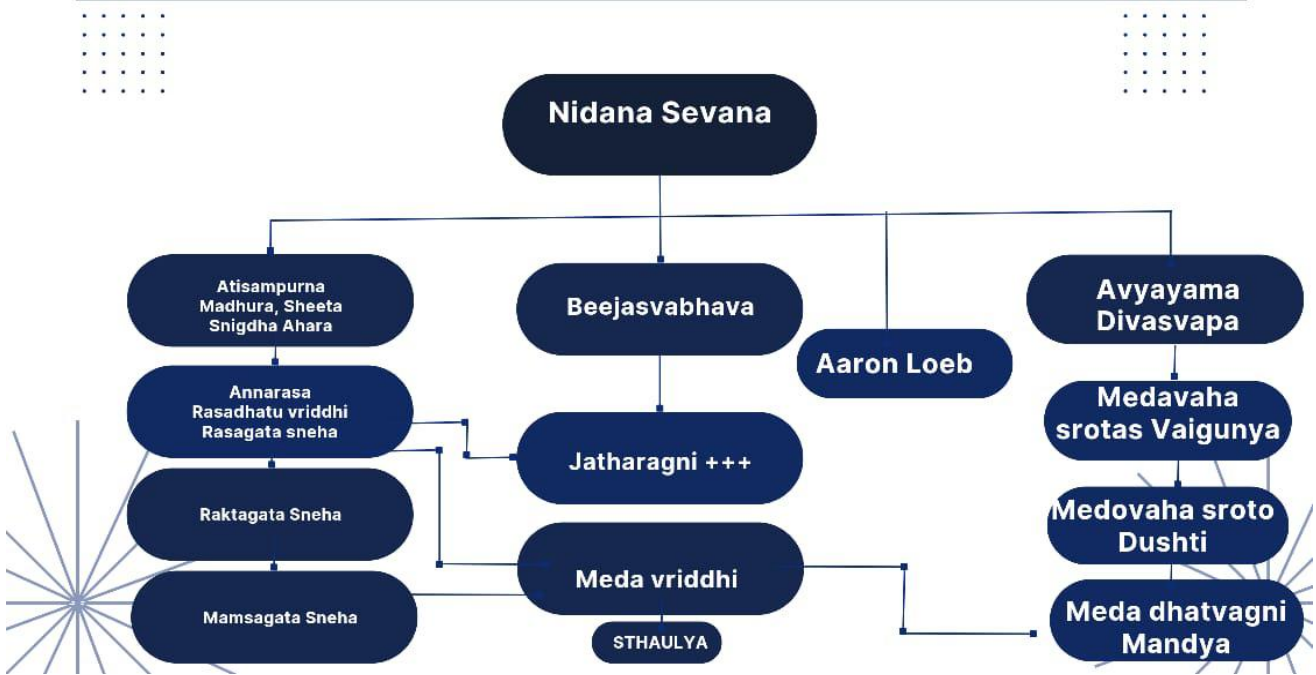 Nidana Sevana
Atisampurna
Madhura, Sheeta
Snigdha Ahara
Beejasvabhava
Aaron Loeb
Avyayama
Divasvapa
Annarasa
Rasadhatu vriddhi
Rasagata sneha
Jatharagni +++
Medavaha
srotas Vaigunya
Raktagata Sneha
Medovaha sroto
Dushti
Mamsagata Sneha
Meda vriddhi
Meda dhatvagni
Mandya
STHAULYA